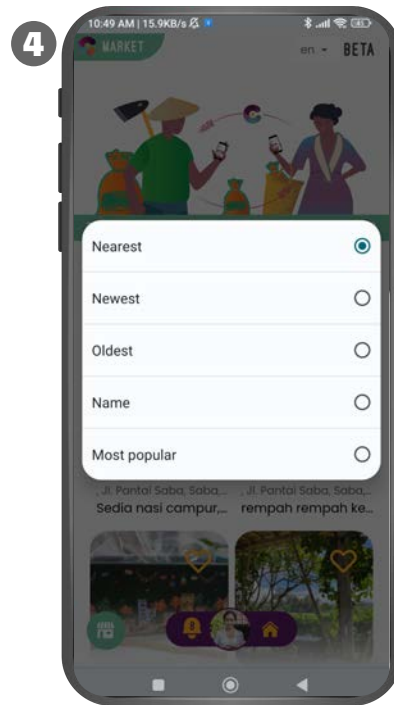 4
10:49 AM | 15.9KB/s
MARKET
en
BETA
Nearest
Newest
Oldest
Name
Most popular
, Jl. Pantai Saba, Saba,...
, Jl. Pantai Saba, Saba,...
Sedia nasi campur,...
rempah rempah ke...